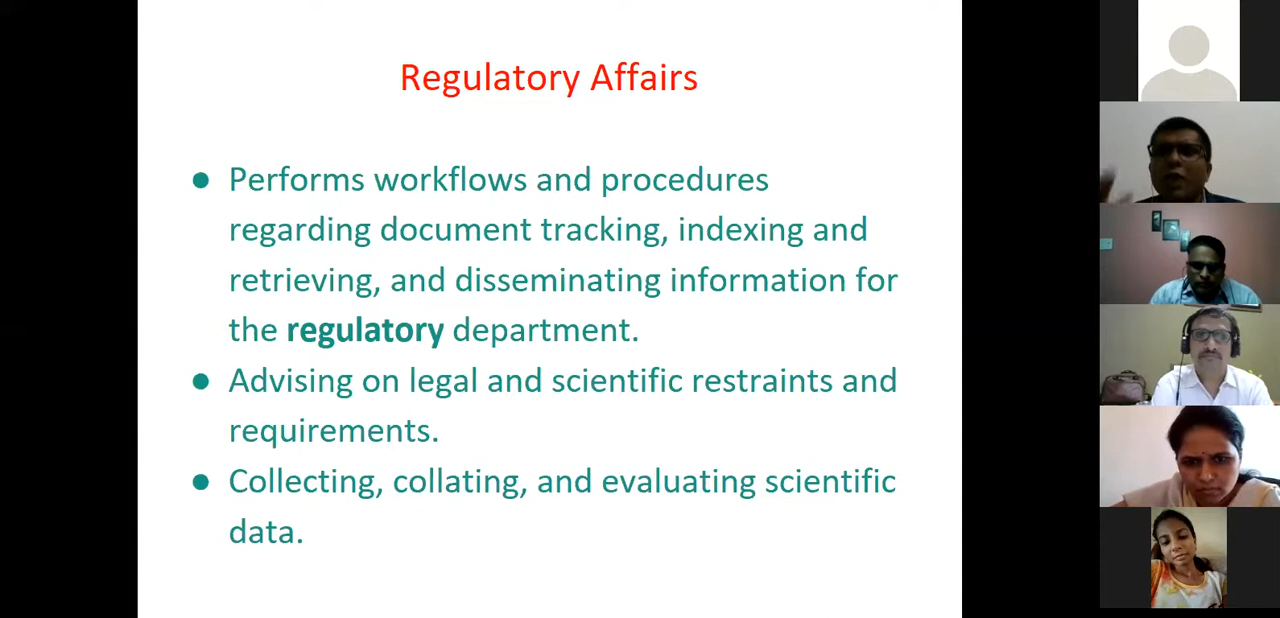 Regulatory Affairs
● Performs workflows and procedures
regarding document tracking, indexing and
retrieving, and disseminating information for
the regulatory department.
● Advising on legal and scientific restraints and
requirements.
● Collecting, collating, and evaluating scientific
data.